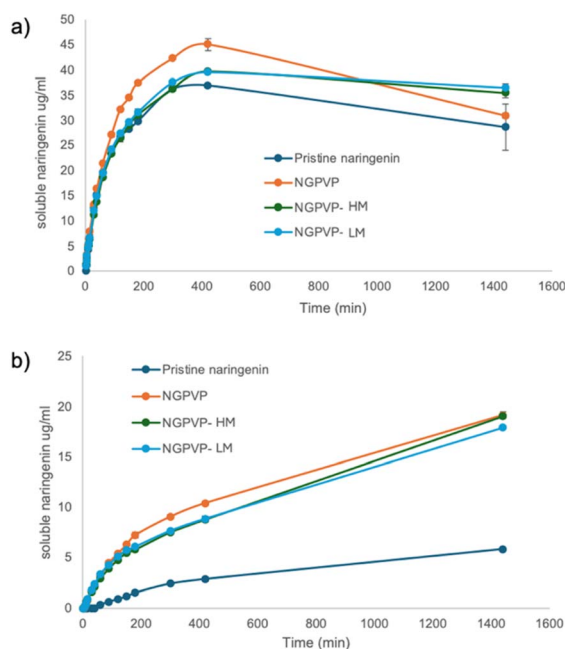 a)
soluble naringenin ug/ml
50
45
40
35
30
25
20
15
10
5
0
Pristine naringenin
NGPVP
NGPVP- HM
NGPVP- LM
0 200 400 600 800 1000 1200 1400 1600
Time (min)
b)
soluble naringenin ug/ml
25
20
15
10
5
0
Pristine naringenin
NGPVP
NGPVP- HM
NGPVP- LM
0 200 400 600 800 1000 1200 1400 1600
Time (min)